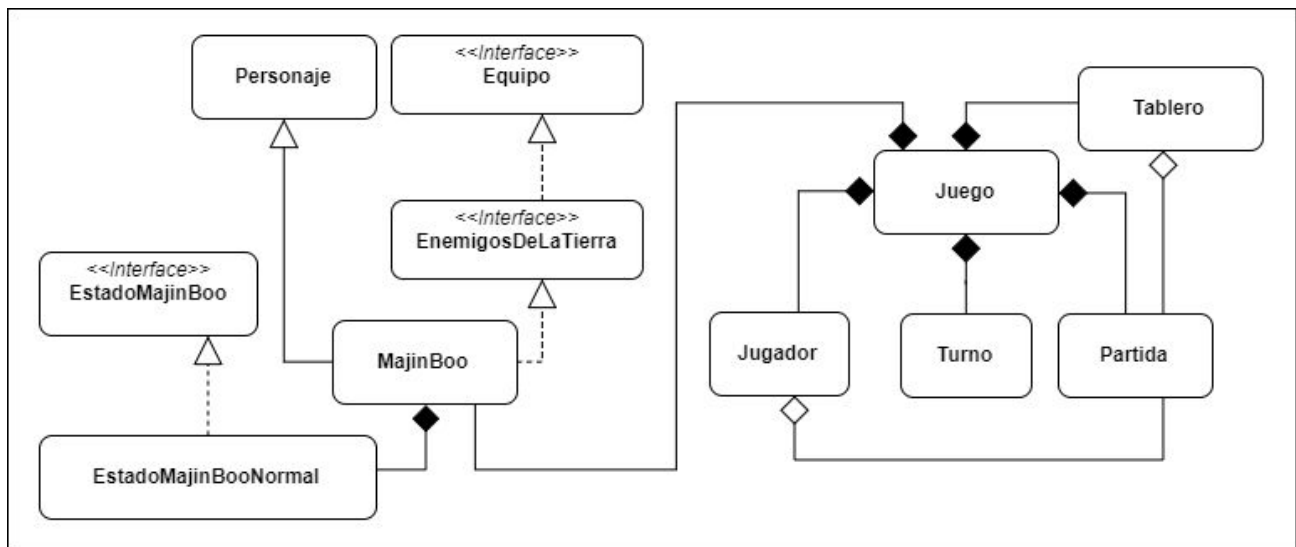 Personaje
<<Interface>>
Equipo
Tablero
Juego
<<Interface>>
EnemigosDeLaTierra
<<Interface>>
EstadoMajinBoo
MajinBoo
Jugador
Turno
Partida
EstadoMajinBooNormal